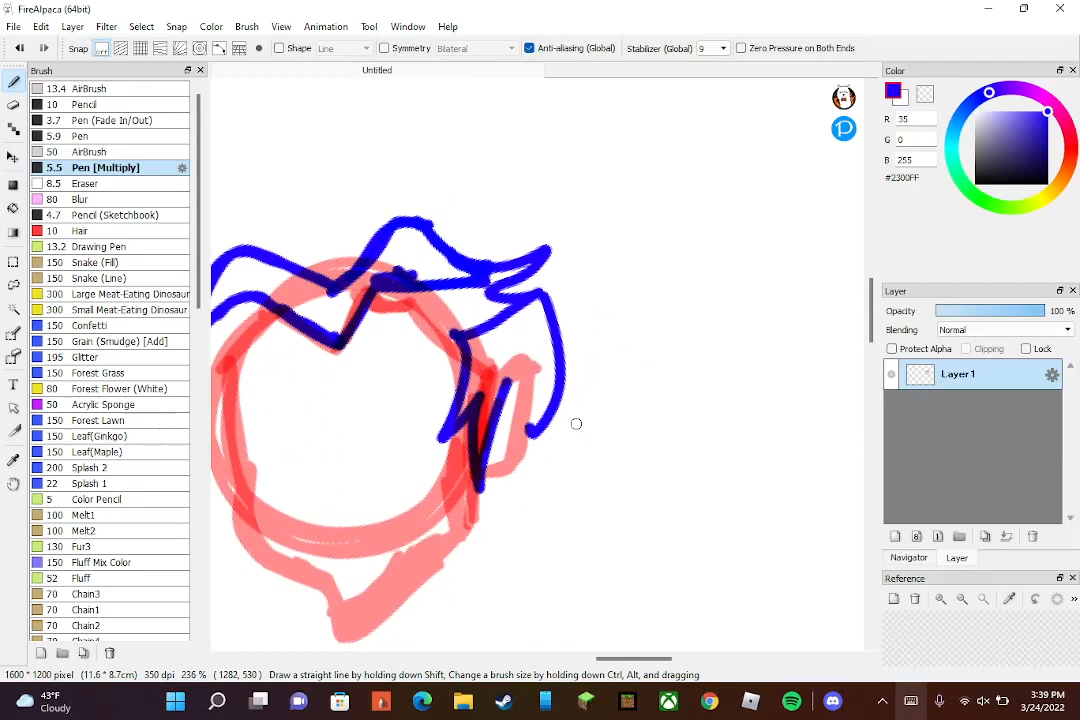 FireAlpaca (64bit)
File Edit Layer Filter Select Snap Color Brush View Animation Tool Window Help
Snap off Shape Line Symmetry Bilateral Anti-aliasing (Global) Stabilizer (Global) 9 Zero Pressure on Both Ends
Brush
Untitled
Color
13.4 AirBrush
10 Pencil
3.7 Pen (Fade In/Out)
5.9 Pen
50 AirBrush
5.5 Pen [Multiply]
8.5 Eraser
80 Blur
4.7 Pencil (Sketchbook)
10 Hair
13.2 Drawing Pen
150 Snake (Fill)
150 Snake (Line)
300 Large Meat-Eating Dinosaur
300 Small Meat-Eating Dinosaur
150 Confetti
150 Grain (Smudge) [Add]
195 Glitter
150 Forest Grass
80 Forest Flower (White)
50 Acrylic Sponge
150 Forest Lawn
150 Leaf(Ginkgo)
150 Leaf(Maple)
200 Splash 2
22 Splash 1
5 Color Pencil
100 Melt1
100 Melt2
130 Fur3
150 Fluff Mix Color
52 Fluff
70 Chain3
70 Chain1
70 Chain2
70 Chain4
R 35
G 0
B 255
#2300FF
Layer
Opacity 100 %
Blending Normal
Protect Alpha Clipping Lock
Layer1
Navigator Layer
Reference
1600 * 1200 pixel (11.6 * 8.7cm) 350 dpi 236 % ( 1282, 530) Draw a straight line by holding down Shift, Change a brush size by holding down Ctrl, Alt, and dragging
43°F
Cloudy
3:39 PM
3/24/2022